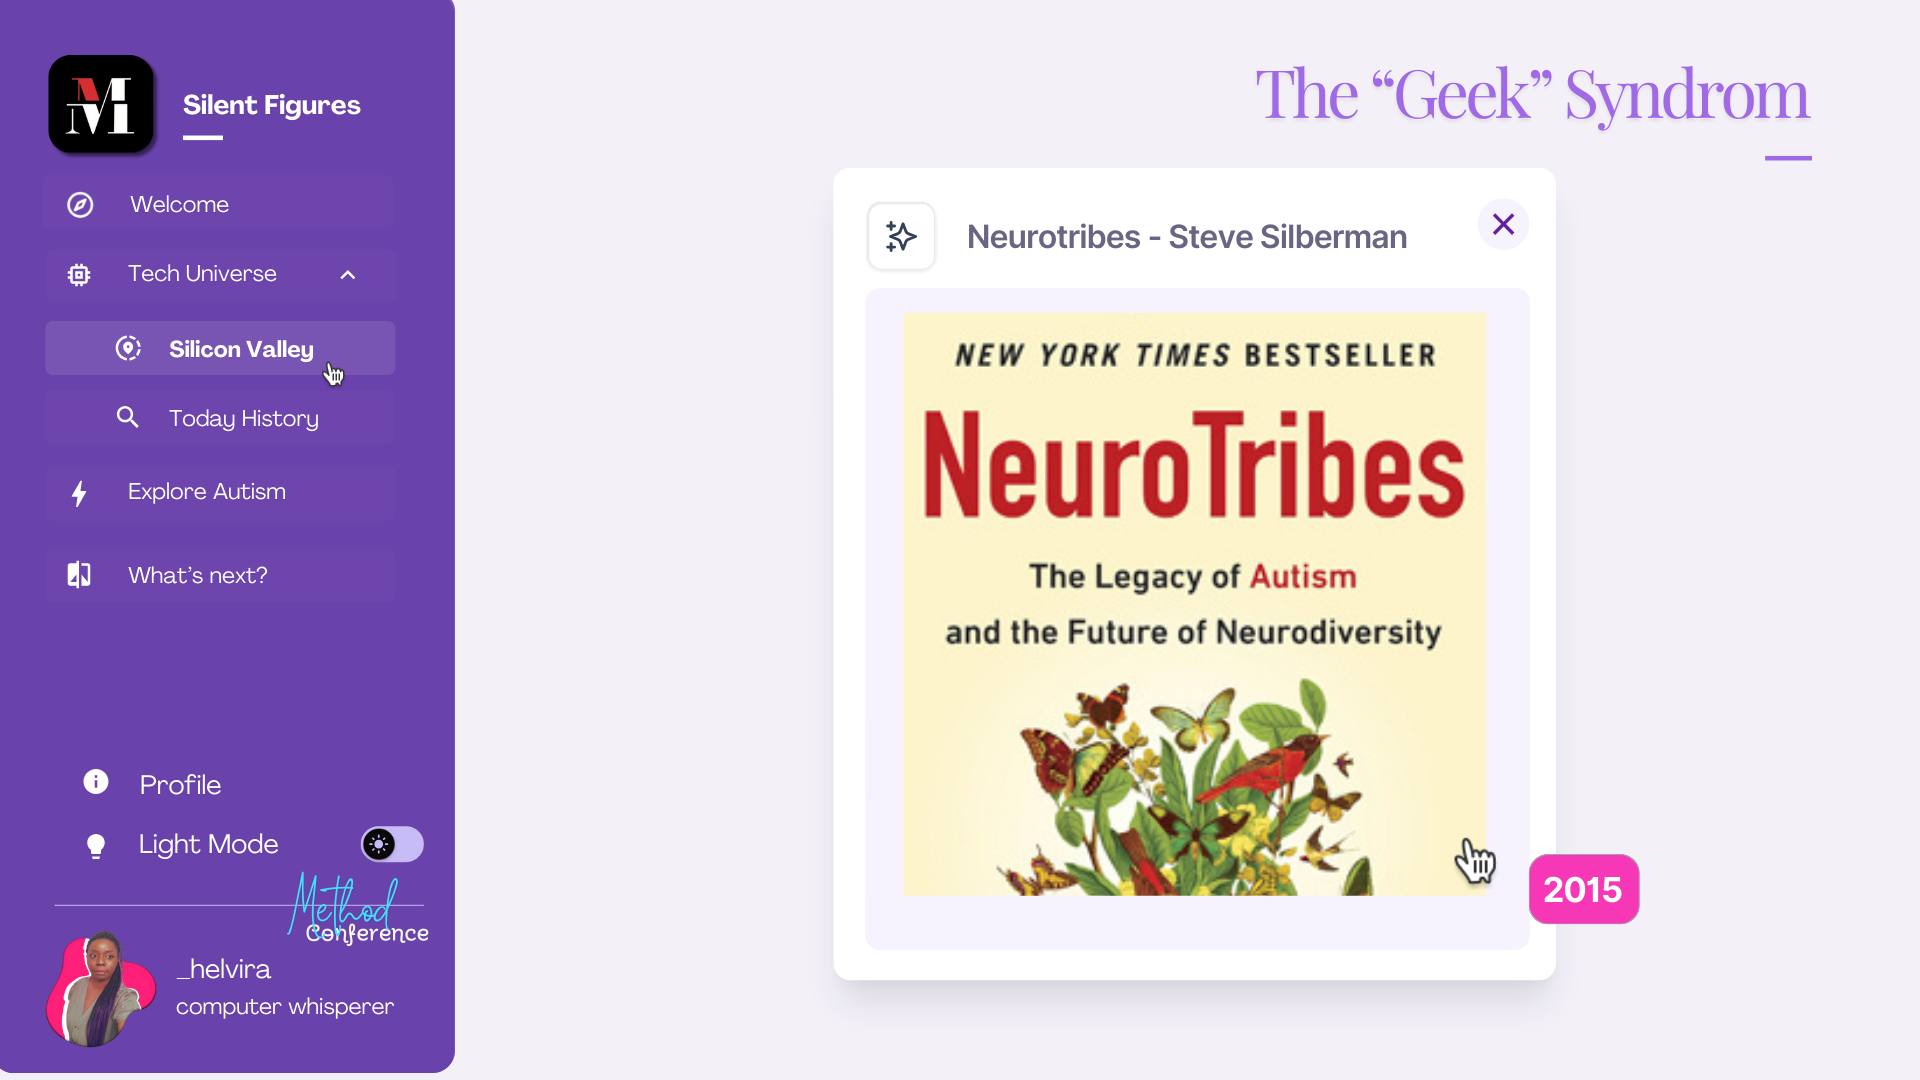 M
Silent Figures
Welcome
Tech Universe
Silicon Valley
Today History
Explore Autism
What's next?
Profile
Light Mode
Method
Conference
_helvira
computer whisperer
The “Geek” Syndrom
Neurotribes - Steve Silberman
NEW YORK TIMES BESTSELLER
NeuroTribes
The Legacy of Autism
and the Future of Neurodiversity
2015